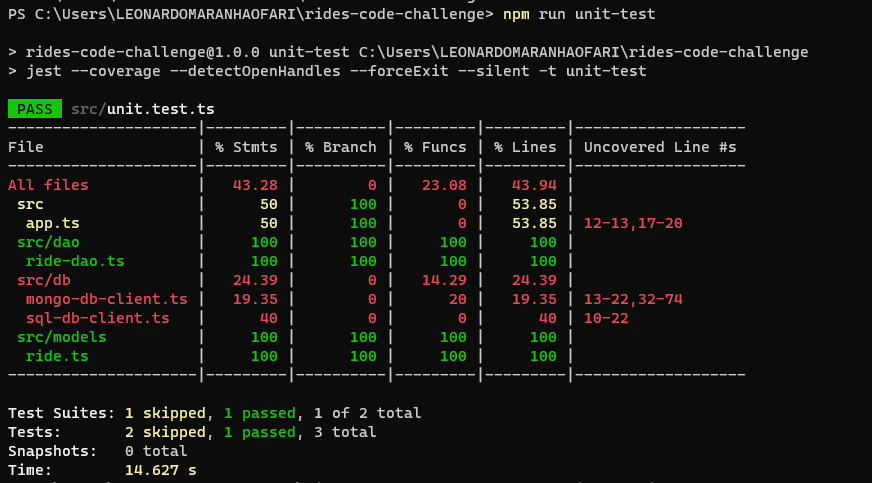 PS C:\Users\LEONARDOMARANHAOFARI\rides-code-challenge> npm run unit-test
> rides-code-challenge@1.0.0 unit-test C:\Users\LEONARDOMARANHAOFARI\rides-code-challenge
> jest --coverage --detectOpenHandles --forceExit --silent -t unit-test
PASS src/unit.test.ts
---------------------|---------|----------|---------|---------|-------------------
File                 | % Stmts | % Branch | % Funcs | % Lines | Uncovered Line #s
---------------------|---------|----------|---------|---------|-------------------
All files            |   43.28 |        0 |   23.08 |   43.94 |
 src                 |      50 |      100 |       0 |   53.85 |
  app.ts             |      50 |      100 |       0 |   53.85 | 12-13,17-20
 src/dao             |     100 |      100 |     100 |     100 |
  ride-dao.ts        |     100 |      100 |     100 |     100 |
 src/db              |   24.39 |        0 |   14.29 |   24.39 |
  mongo-db-client.ts |   19.35 |        0 |      20 |   19.35 | 13-22,32-74
  sql-db-client.ts   |      40 |        0 |       0 |      40 | 10-22
 src/models          |     100 |      100 |     100 |     100 |
  ride.ts            |     100 |      100 |     100 |     100 |
---------------------|---------|----------|---------|---------|-------------------
Test Suites: 1 skipped, 1 passed, 1 of 2 total
Tests:       2 skipped, 1 passed, 3 total
Snapshots:   0 total
Time:        14.627 s